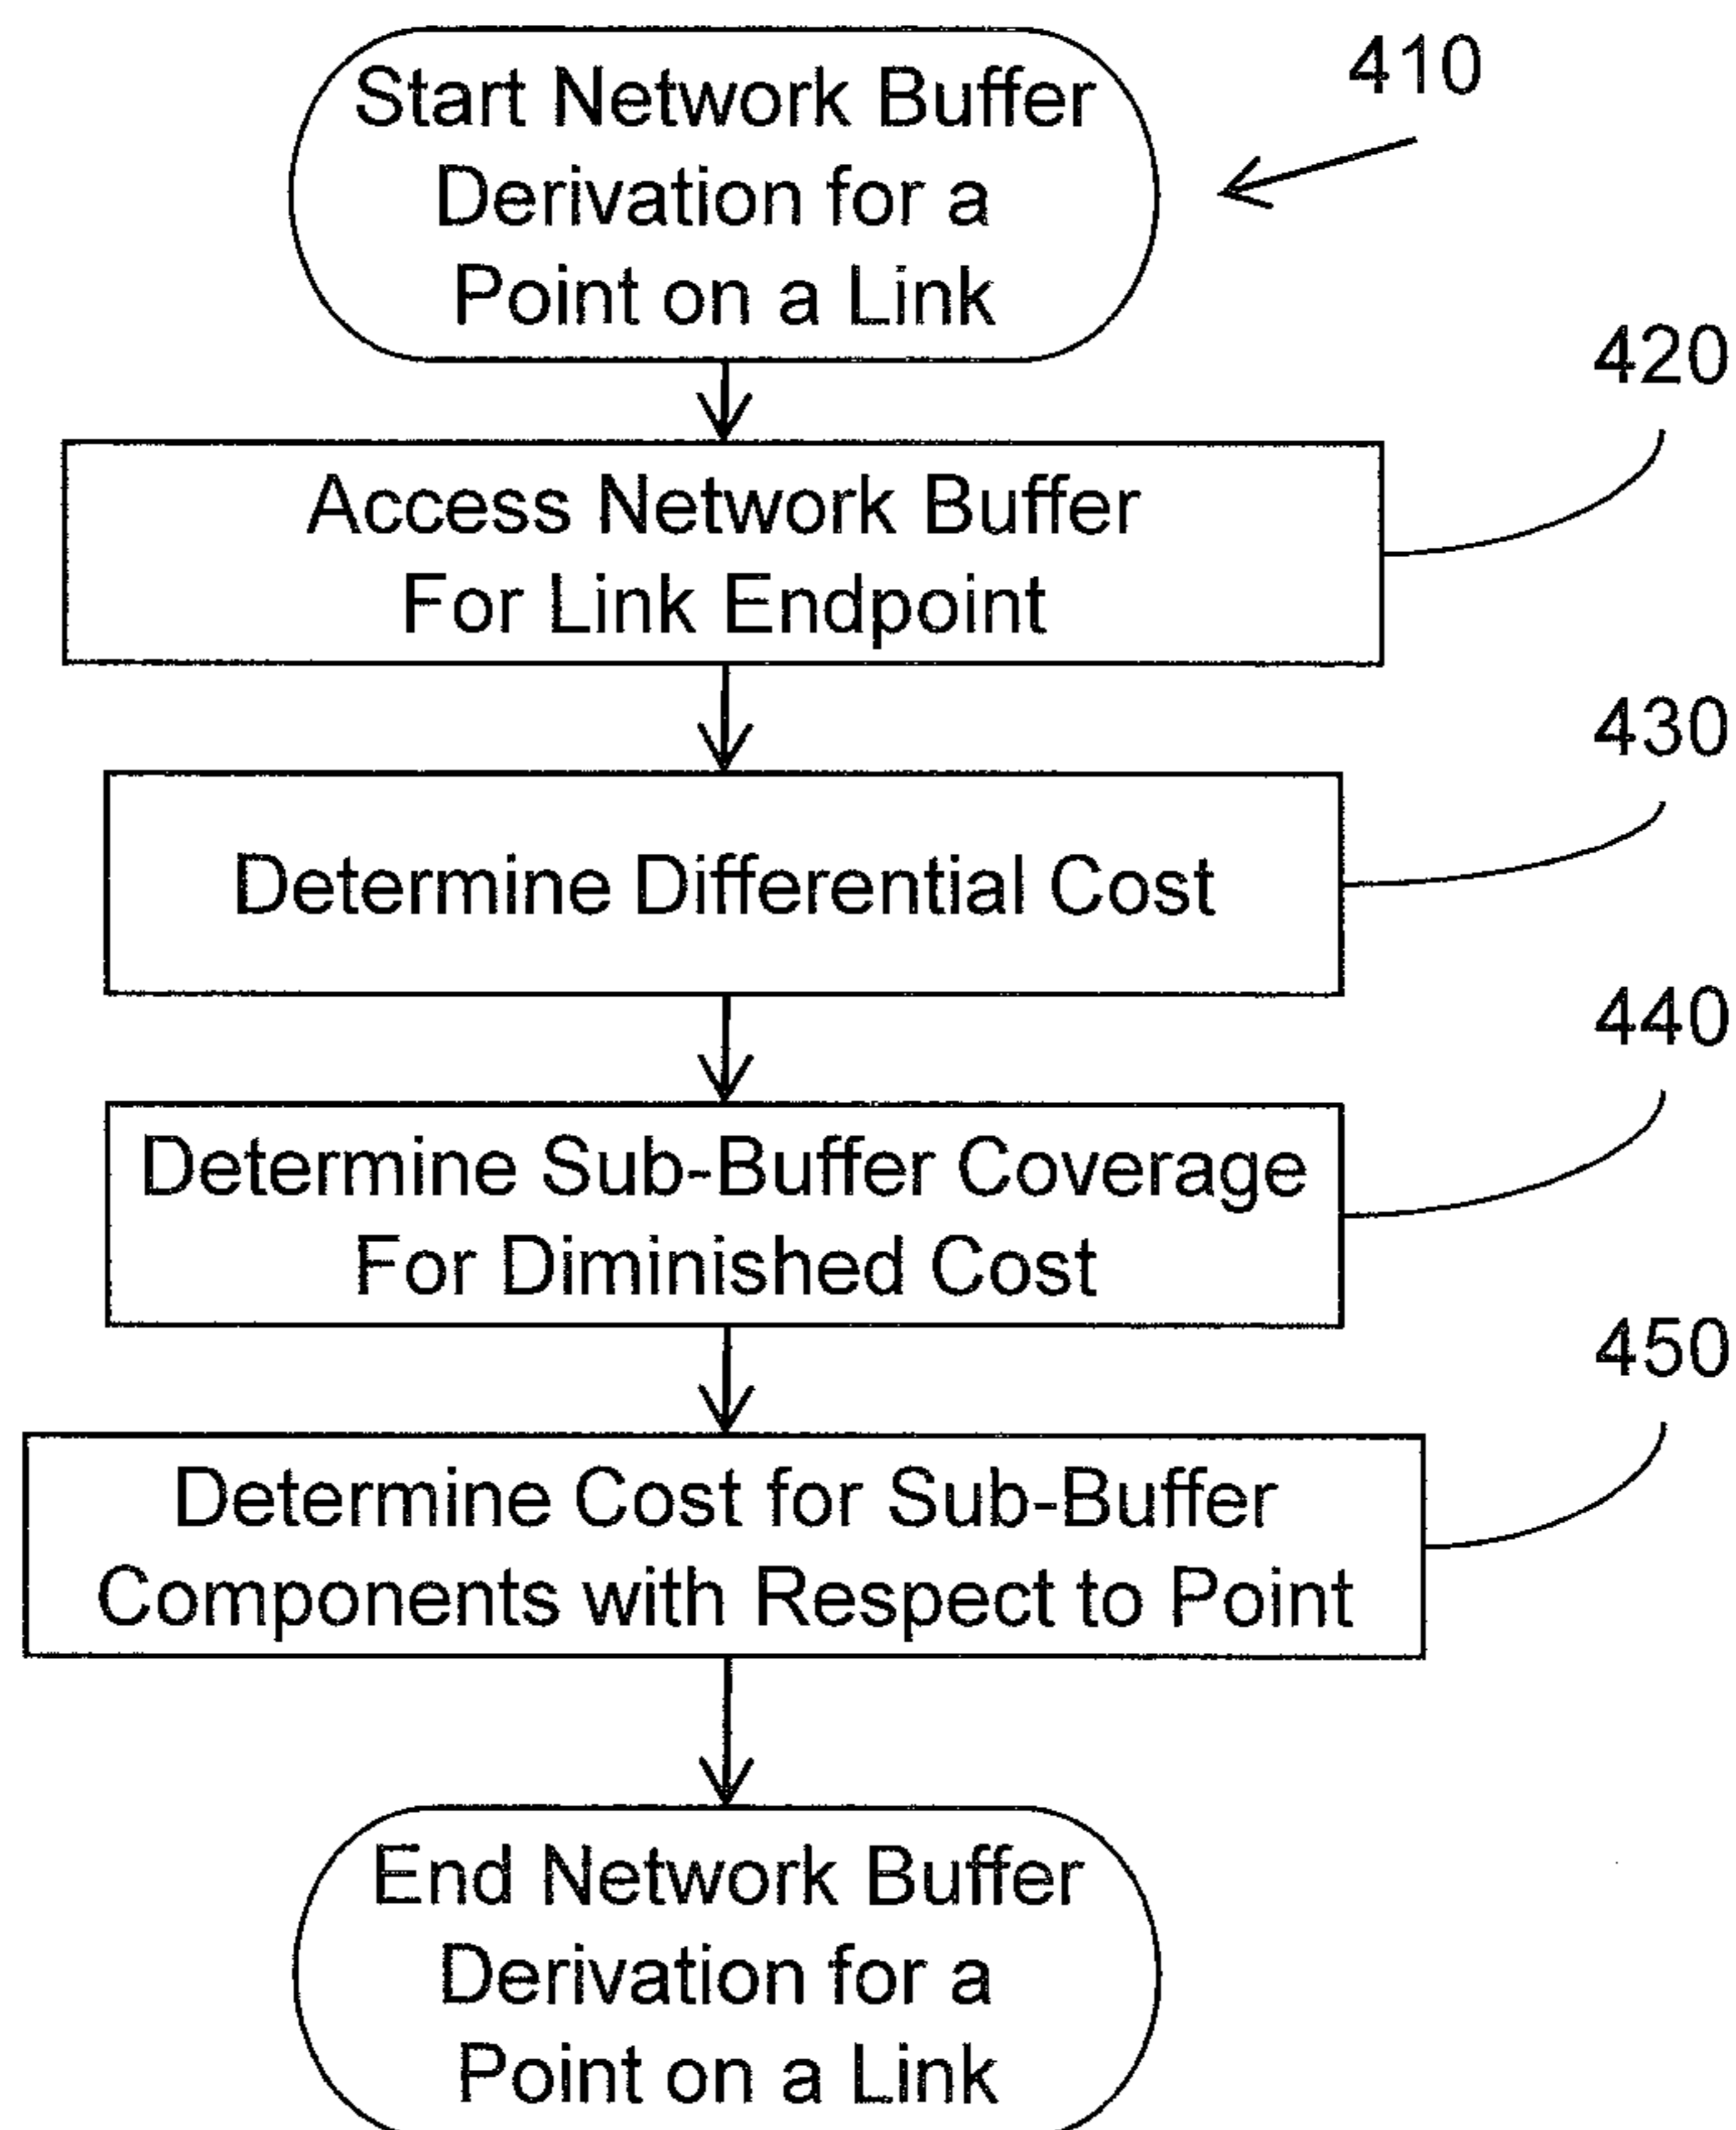 Start Network Buffer
Derivation for a
Point on a Link
410
420
Access Network Buffer
For Link Endpoint
430
Determine Differential Cost
440
Determine Sub-Buffer Coverage
For Diminished Cost
450
Determine Cost for Sub-Buffer
Components with Respect to Point
End Network Buffer
Derivation for a
Point on a Link